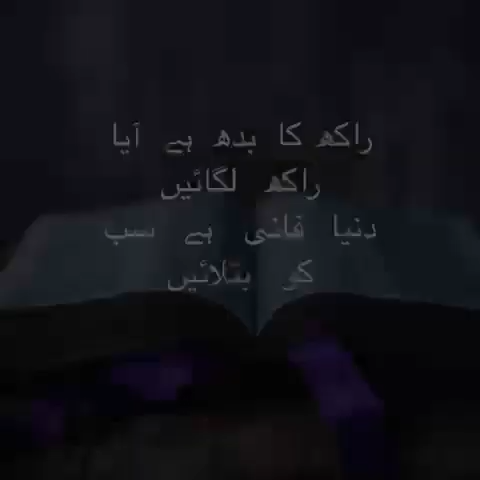 راکھ کا بدھ ہے آیا
راکھ لگائیں
دنیا فانی ہے سب
کو بتلائیں